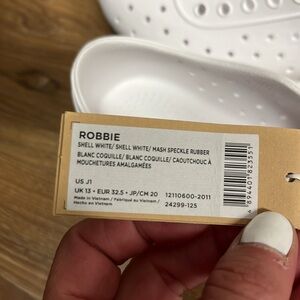 ROBBIE
SHELL WHITE/ SHELL WHITE/ MASH SPECKLE RUBBER
BLANC COQUILLE/ BLANC COQUILLE/ CAOUTCHOUC À
MOUCHETURES AMALGAMÉES
US J1
UK 13 • EUR 32.5 • JP/CM 20
12110600-2011
Made in Vietnam / Fabriqué au Vietnam /
Hecho en Vietnam
24299-125